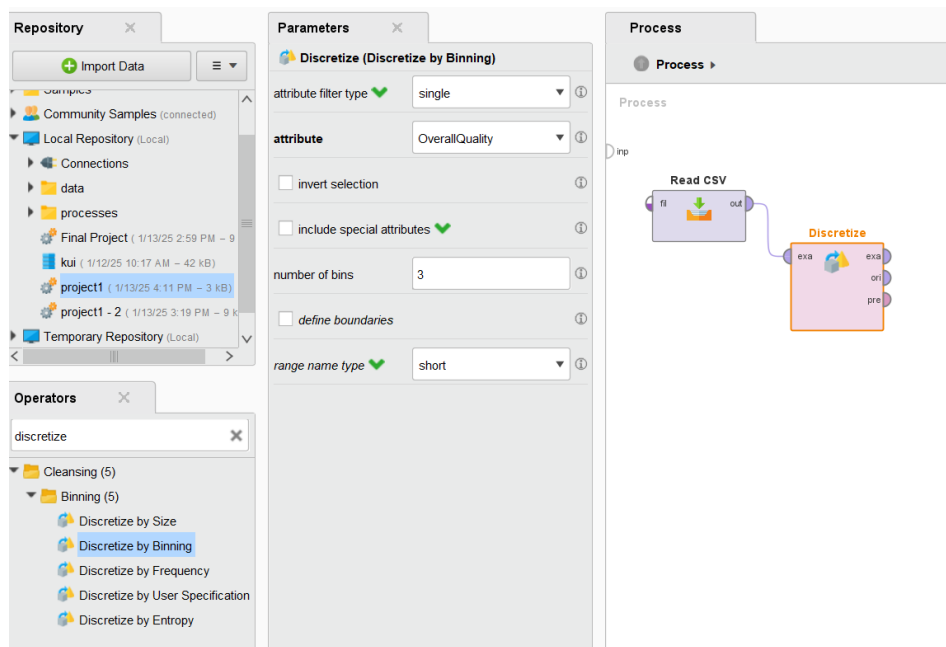 Repository
Import Data
Samples
Community Samples (connected)
Local Repository (Local)
Connections
data
processes
Final Project ( 1/13/25 2:59 PM – 9
kui ( 1/12/25 10:17 AM – 42 kB)
project1 ( 1/13/25 4:11 PM – 3 kB)
project1 - 2 ( 1/13/25 3:19 PM – 9 k
Temporary Repository (Local)
Operators
discretize
Cleansing (5)
Binning (5)
Discretize by Size
Discretize by Binning
Discretize by Frequency
Discretize by User Specification
Discretize by Entropy
Parameters
Discretize (Discretize by Binning)
attribute filter type single
attribute OverallQuality
invert selection
include special attributes
number of bins 3
define boundaries
range name type short
Process
Process
Process
inp
Read CSV
fil out
Discretize
exa exa
ori
pre